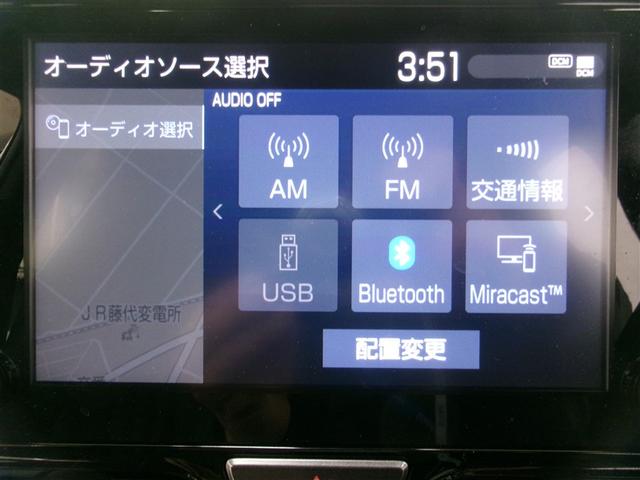 オーディオソース選択 3:51 DCM
DCM
AUDIO OFF
オーディオ選択
AM FM 交通情報
USB Bluetooth Miracast™
JR藤代変電所
配置変更